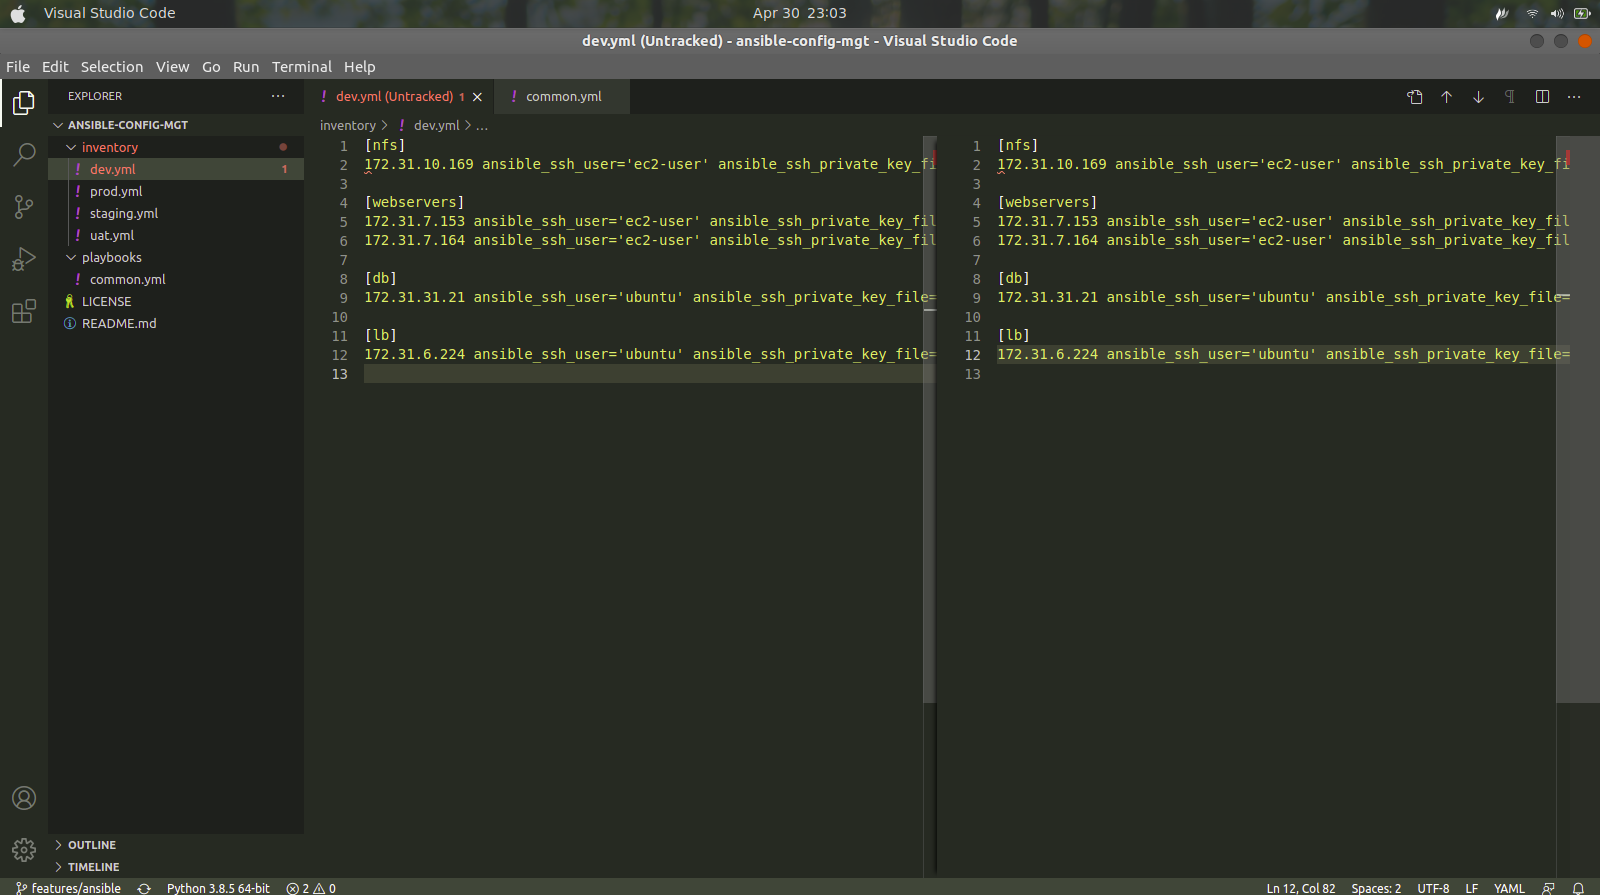 Visual Studio Code
Apr 30 23:03
dev.yml (Untracked) - ansible-config-mgt - Visual Studio Code
File Edit Selection View Go Run Terminal Help
EXPLORER
ANSIBLE-CONFIG-MGT
inventory
! dev.yml 1
! prod.yml
! staging.yml
! uat.yml
playbooks
! common.yml
LICENSE
README.md
OUTLINE
TIMELINE
! dev.yml (Untracked) 1
! common.yml
inventory > ! dev.yml > ...
1 [nfs]
2 172.31.10.169 ansible_ssh_user='ec2-user' ansible_ssh_private_key_fi
3
4 [webservers]
5 172.31.7.153 ansible_ssh_user='ec2-user' ansible_ssh_private_key_fil
6 172.31.7.164 ansible_ssh_user='ec2-user' ansible_ssh_private_key_fil
7
8 [db]
9 172.31.31.21 ansible_ssh_user='ubuntu' ansible_ssh_private_key_file=
10
11 [lb]
12 172.31.6.224 ansible_ssh_user='ubuntu' ansible_ssh_private_key_file=
13
1 [nfs]
2 172.31.10.169 ansible_ssh_user='ec2-user' ansible_ssh_private_key_fi
3
4 [webservers]
5 172.31.7.153 ansible_ssh_user='ec2-user' ansible_ssh_private_key_fil
6 172.31.7.164 ansible_ssh_user='ec2-user' ansible_ssh_private_key_fil
7
8 [db]
9 172.31.31.21 ansible_ssh_user='ubuntu' ansible_ssh_private_key_file=
10
11 [lb]
12 172.31.6.224 ansible_ssh_user='ubuntu' ansible_ssh_private_key_file=
13
features/ansible Python 3.8.5 64-bit 2 0 Ln 12, Col 82 Spaces: 2 UTF-8 LF YAML